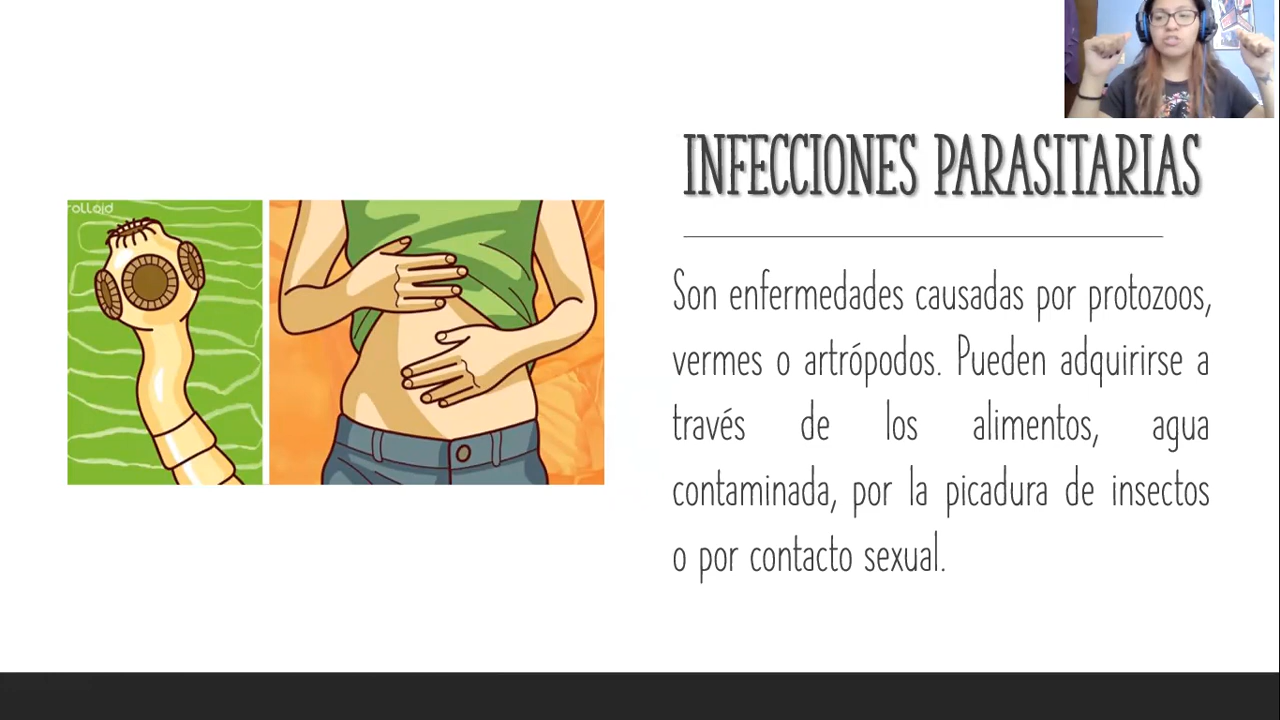 INFECCIONES PARASITARIAS
rolloid
Son enfermedades causadas por protozoos,
vermes o artrópodos. Pueden adquirirse a
través de los alimentos, agua
contaminada, por la picadura de insectos
o por contacto sexual.